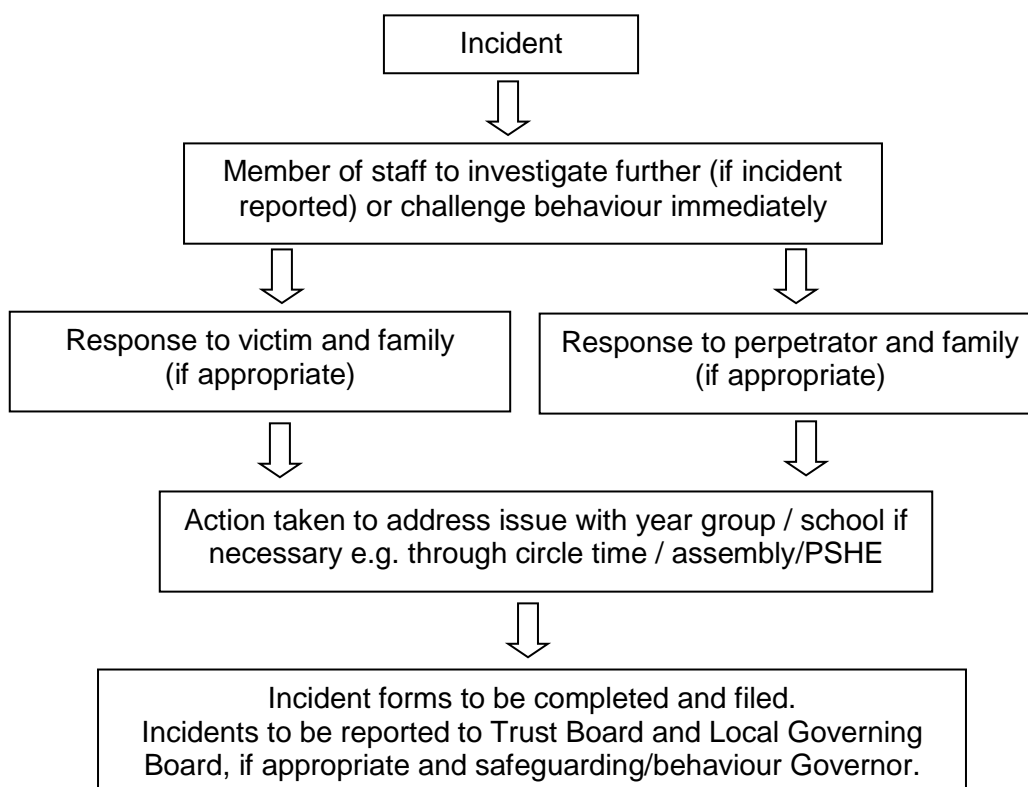 Incident
Member of staff to investigate further (if incident
reported) or challenge behaviour immediately
Response to victim and family
(if appropriate)
Response to perpetrator and family
(if appropriate)
Action taken to address issue with year group / school if
necessary e.g. through circle time / assembly/PSHE
Incident forms to be completed and filed.
Incidents to be reported to Trust Board and Local Governing
Board, if appropriate and safeguarding/behaviour Governor.